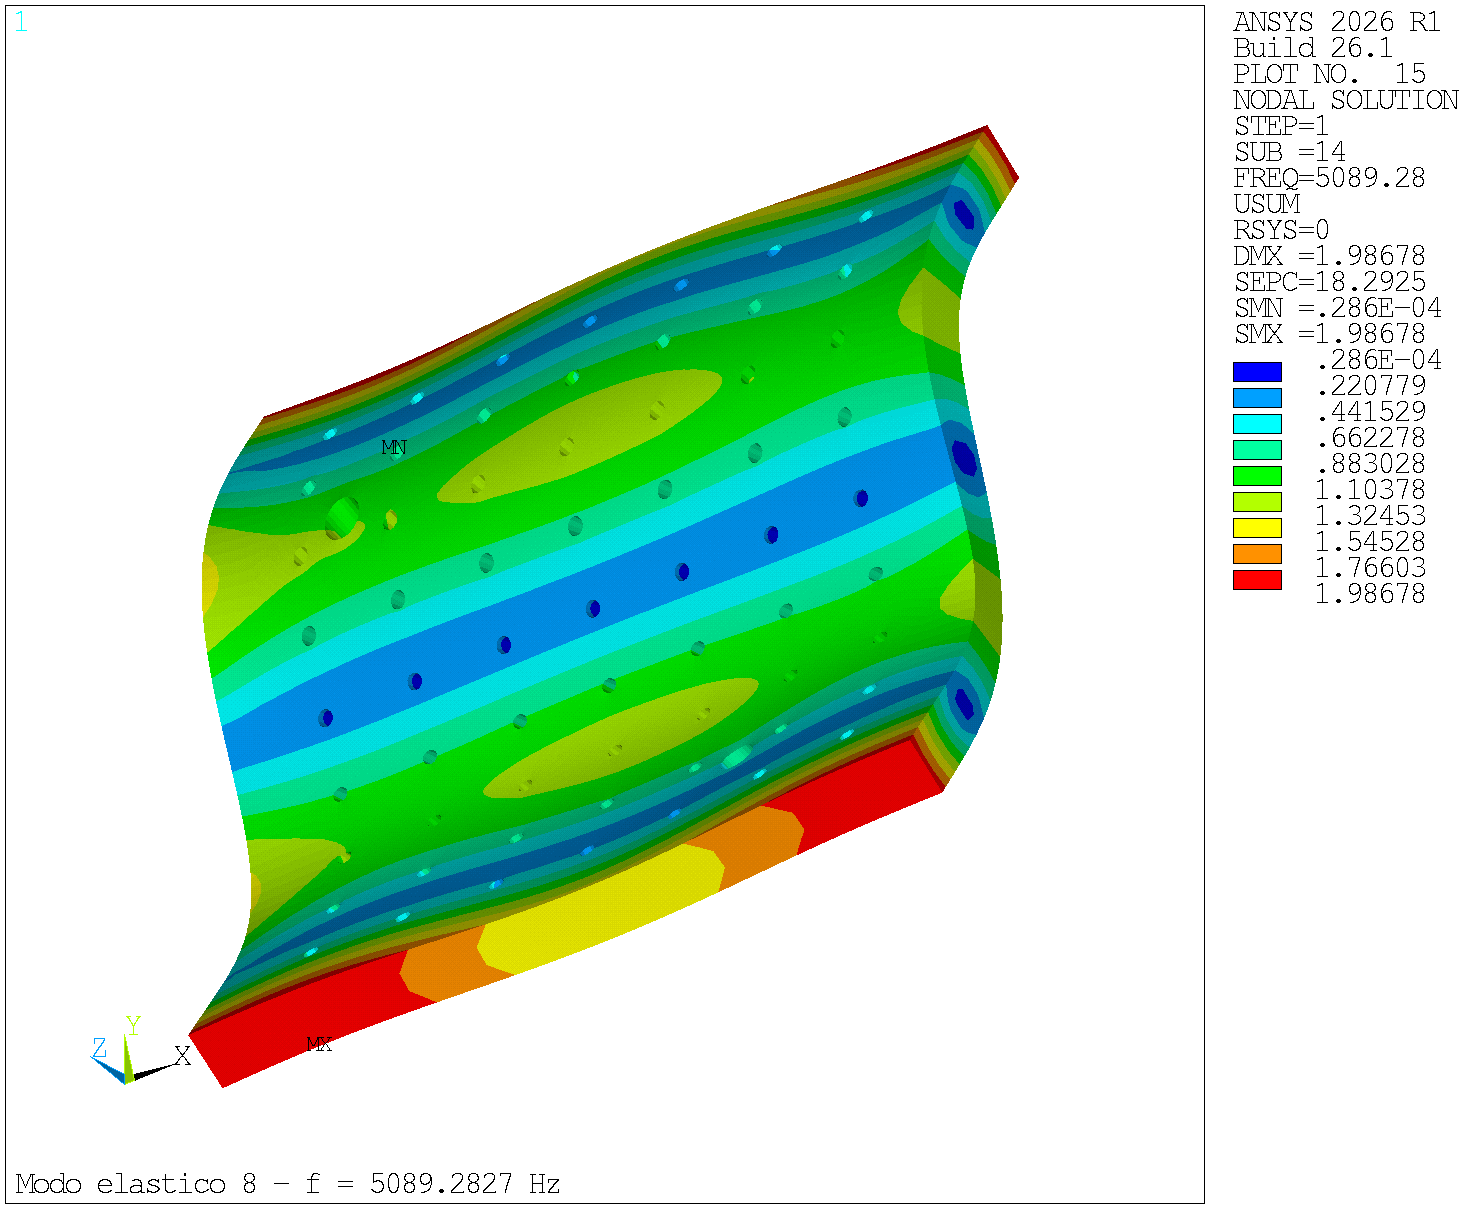 1
ANSYS 2026 R1
Build 26.1
PLOT NO.  15
NODAL SOLUTION
STEP=1
SUB =14
FREQ=5089.28
USUM
RSYS=0
DMX =1.98678
SEPC=18.2925
SMN =.286E-04
SMX =1.98678
.286E-04
.220779
.441529
.662278
.883028
1.10378
1.32453
1.54528
1.76603
1.98678
MN
MX
Y
Z
X
Modo elastico 8 - f = 5089.2827 Hz